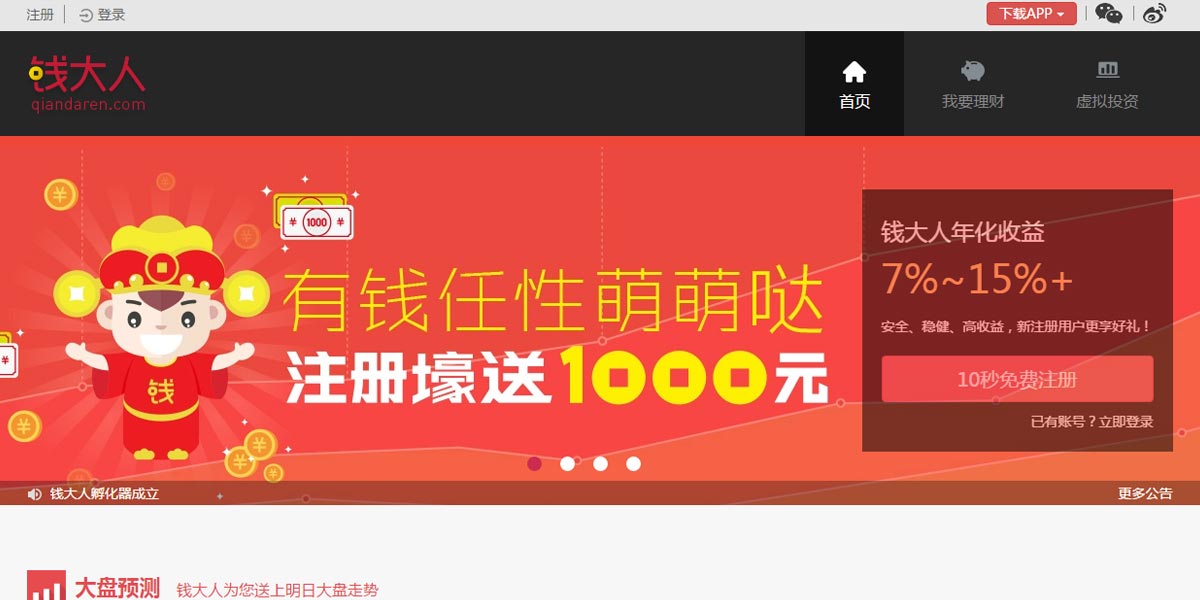 注册 登录 下载APP
钱大人
qiandaren.com
首页 我要理财 虚拟投资
1000
钱
有钱任性萌萌哒
注册壕送1000元
钱大人年化收益
7%~15%+
安全、稳健、高收益，新注册用户更享好礼！
10秒免费注册
已有账号？立即登录
钱大人孵化器成立 更多公告
大盘预测 钱大人为您送上明日大盘走势